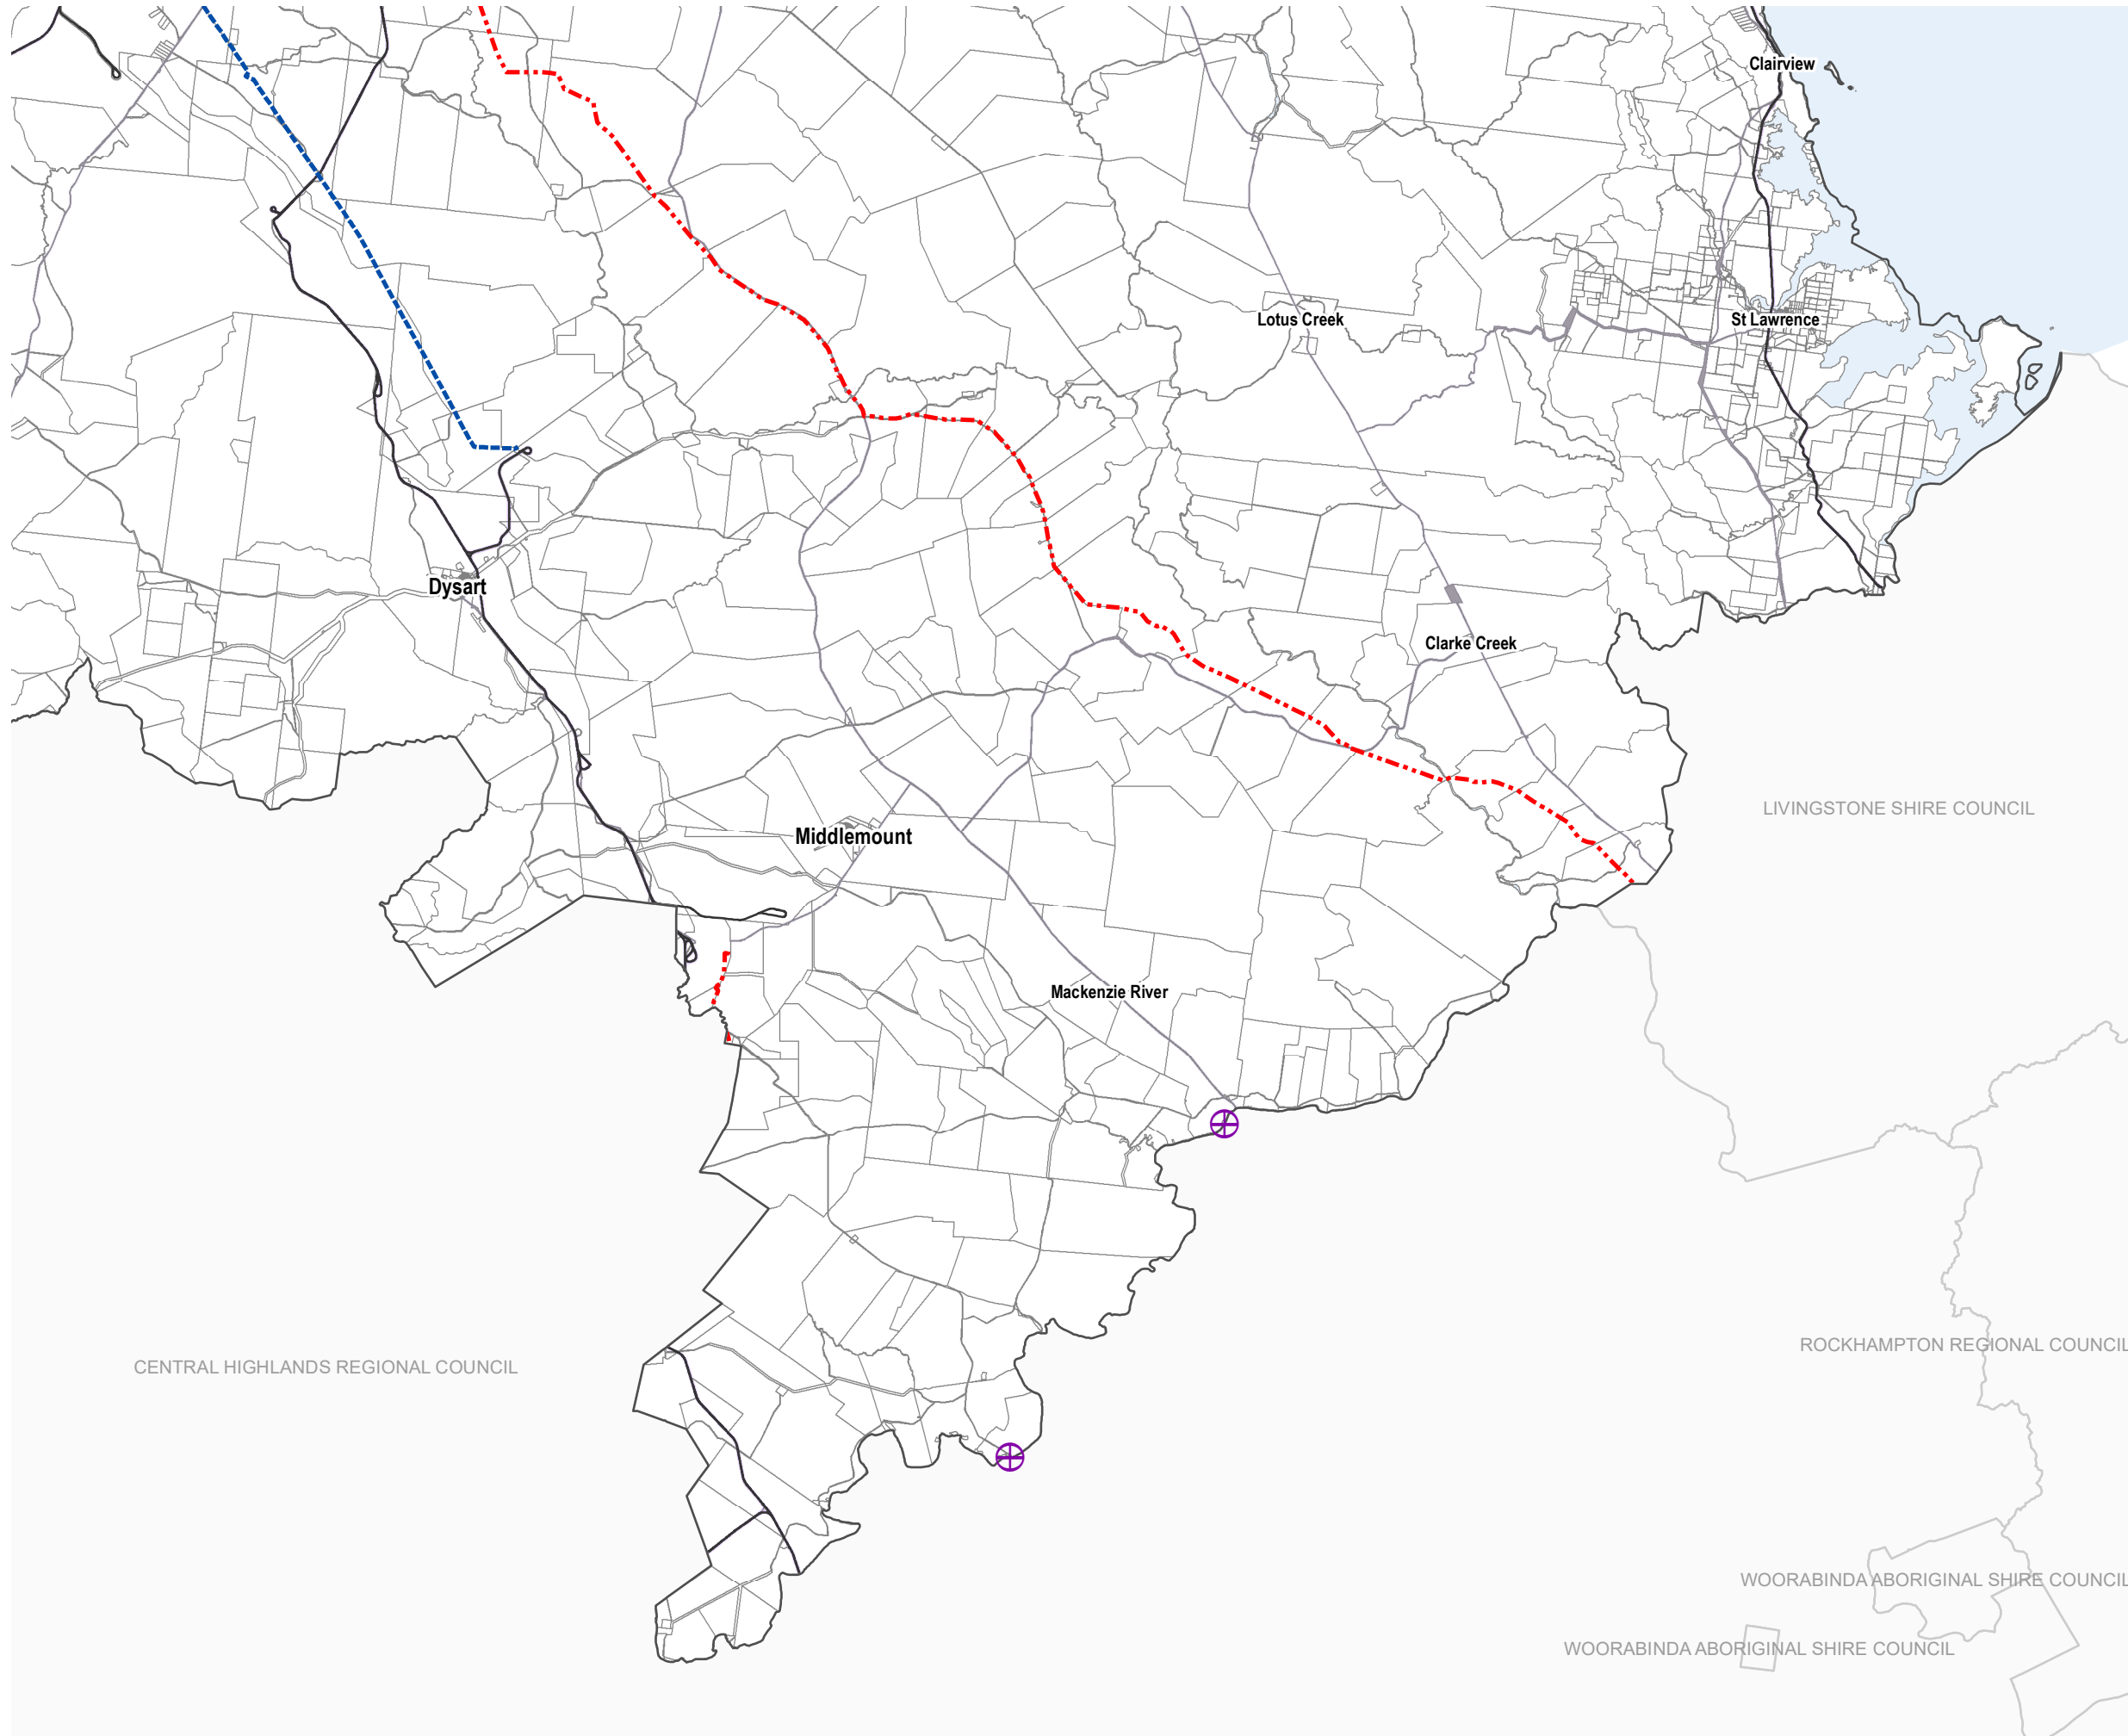 Clairview
Lotus Creek
St Lawrence
Dysart
Clarke Creek
LIVINGSTONE SHIRE COUNCIL
Middlemount
Mackenzie River
ROCKHAMPTON REGIONAL COUNCIL
CENTRAL HIGHLANDS REGIONAL COUNCIL
WOORABINDA ABORIGINAL SHIRE COUNCIL
WOORABINDA ABORIGINAL SHIRE COUNCIL